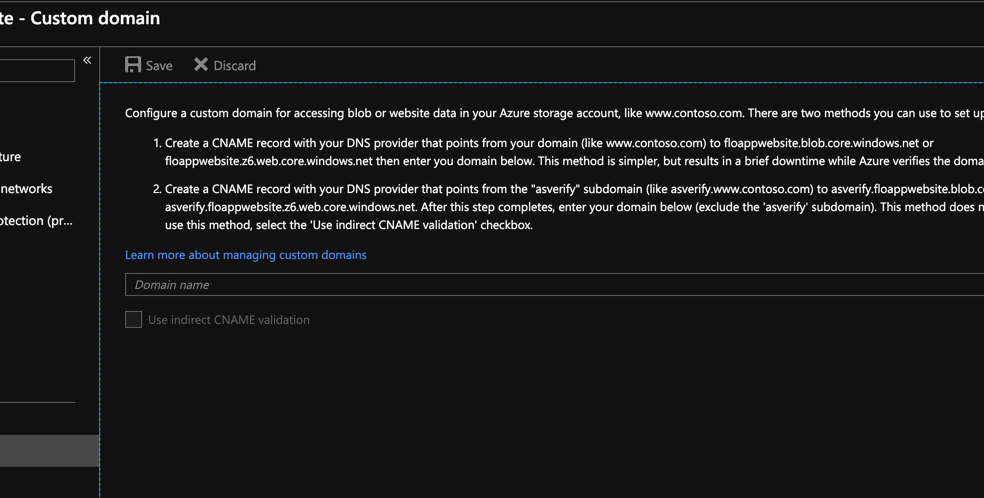 te - Custom domain
«
Save Discard
Configure a custom domain for accessing blob or website data in your Azure storage account, like www.contoso.com. There are two methods you can use to set up
1. Create a CNAME record with your DNS provider that points from your domain (like www.contoso.com) to floappwebsite.blob.core.windows.net or
ture
floappwebsite.z6.web.core.windows.net then enter you domain below. This method is simpler, but results in a brief downtime while Azure verifies the doma
networks
2. Create a CNAME record with your DNS provider that points from the "asverify" subdomain (like asverify.www.contoso.com) to asverify.floappwebsite.blob.c
asverify.floappwebsite.z6.web.core.windows.net. After this step completes, enter your domain below (exclude the 'asverify' subdomain). This method does n
otection (pr...
use this method, select the 'Use indirect CNAME validation' checkbox.
Learn more about managing custom domains
Domain name
Use indirect CNAME validation